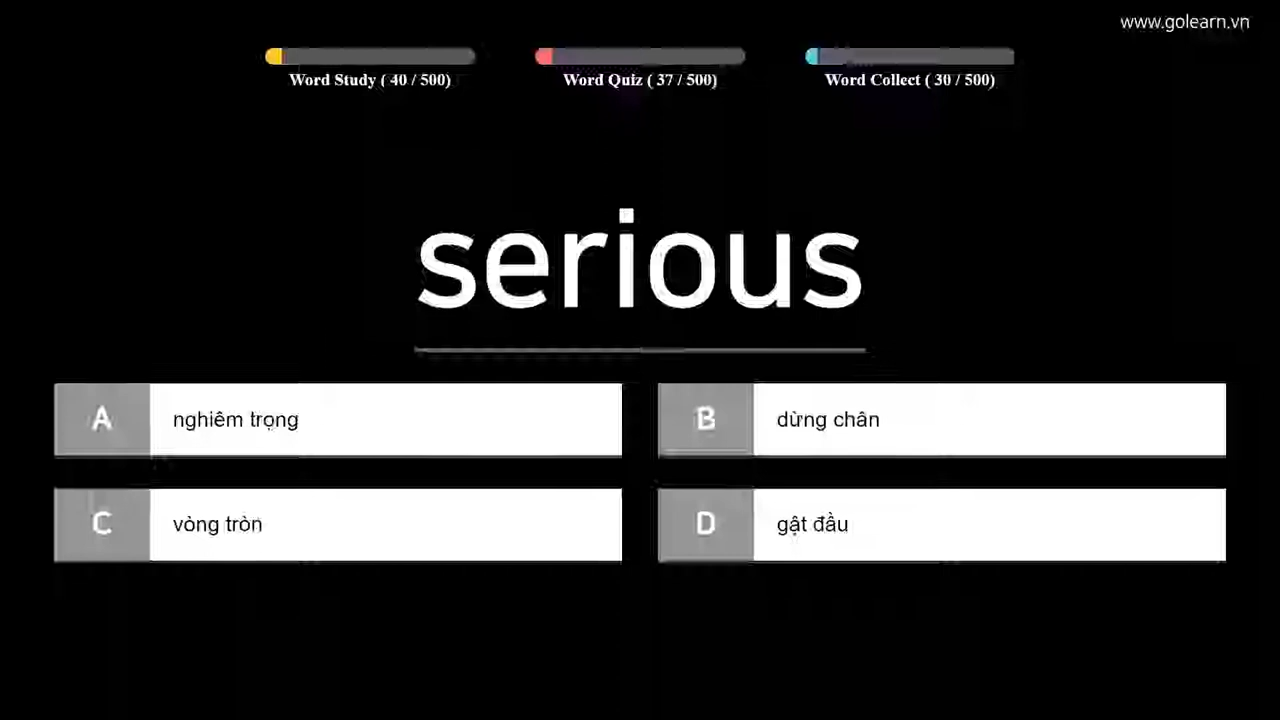 www.golearn.vn
Word Study ( 40 / 500)
Word Quiz ( 37 / 500)
Word Collect ( 30 / 500)
serious
A nghiêm trọng
B dừng chân
C vòng tròn
D gật đầu